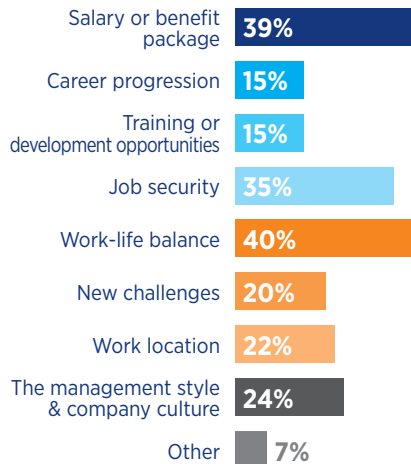 Salary or benefit
package
39%
Career progression
15%
Training or
development opportunities
15%
Job security
35%
Work-life balance
40%
New challenges
20%
Work location
22%
The management style
& company culture
24%
Other
7%